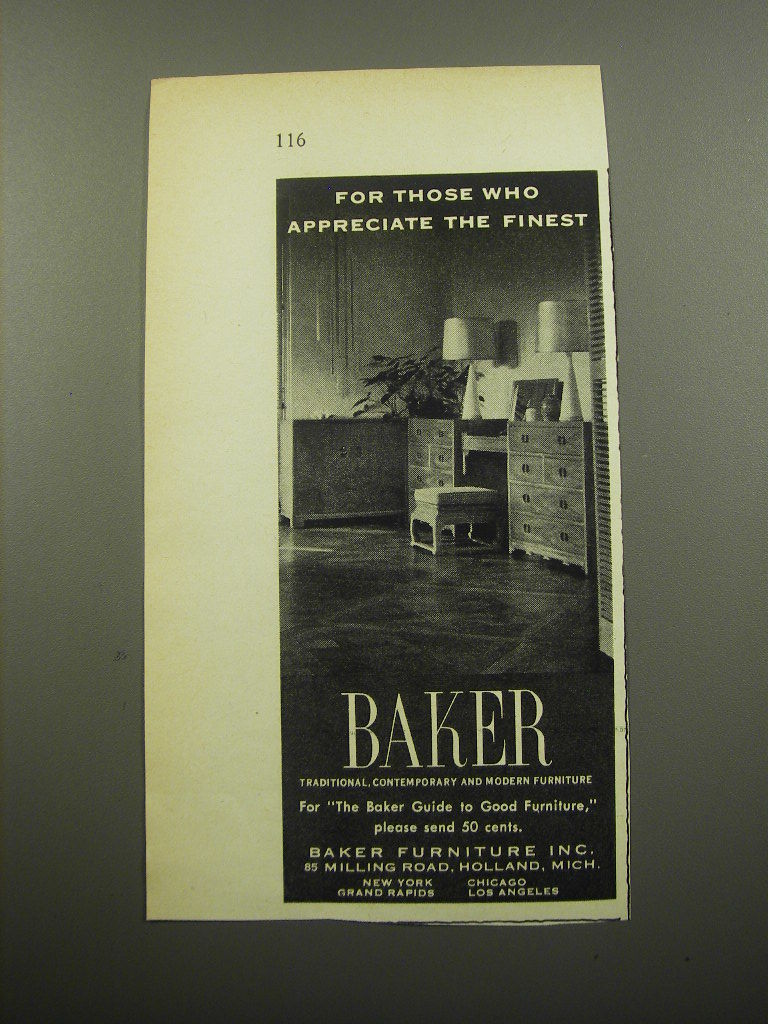 116
FOR THOSE WHO
APPRECIATE THE FINEST
BAKER
TRADITIONAL, CONTEMPORARY AND MODERN FURNITURE
For "The Baker Guide to Good Furniture,"
please send 50 cents.
BAKER FURNITURE INC.
85 MILLING ROAD, HOLLAND, MICH.
NEW YORK CHICAGO
GRAND RAPIDS LOS ANGELES